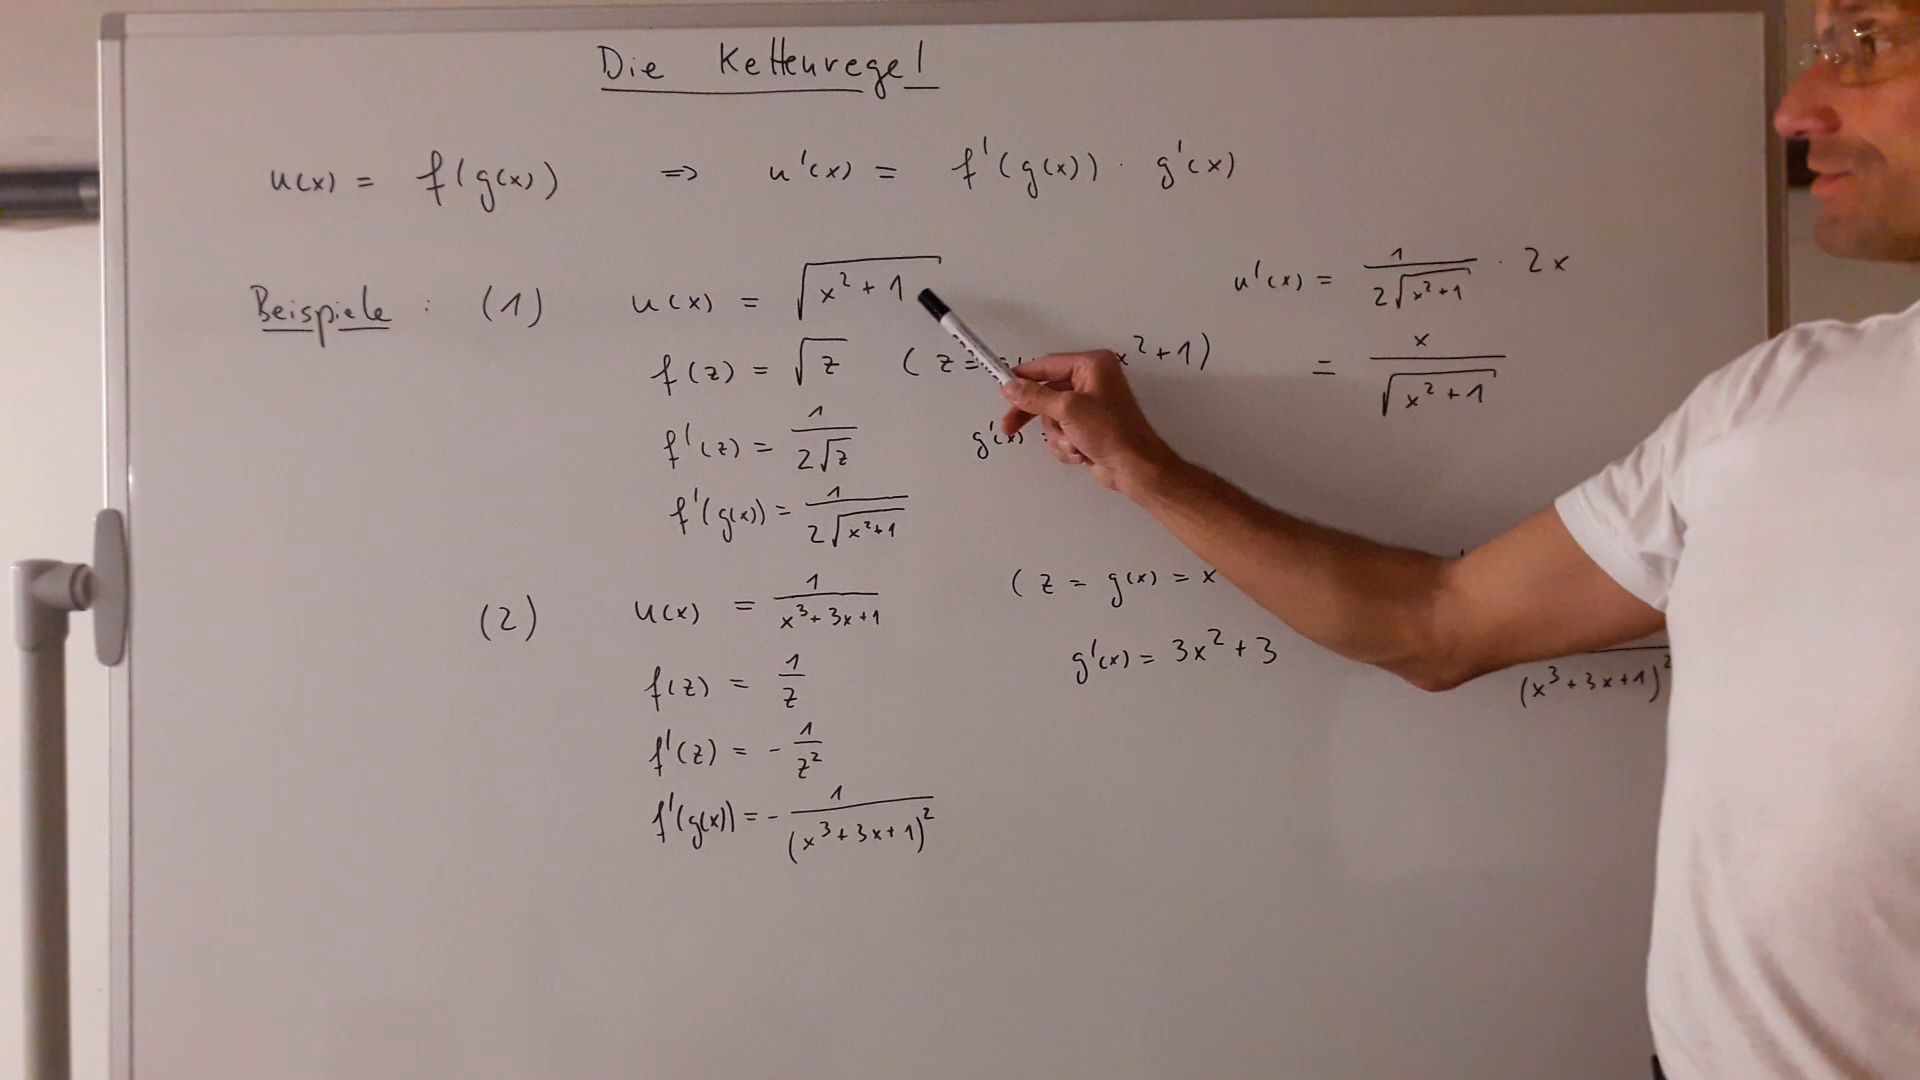 Die Kettenregel
u(x) = f(g(x)) ⇒ u'(x) = f'(g(x)) · g'(x)
Beispiele : (1) u(x) = √(x²+1) u'(x) = 1/(2√(x²+1)) · 2x
f(z) = √z ( z = x²+1) = x/√(x²+1)
f'(z) = 1/(2√z) g'(x) =
f'(g(x)) = 1/(2√(x²+1))
(2) u(x) = 1/(x³+3x+1) ( z = g(x) = x
f(z) = 1/z g'(x) = 3x²+3 (x³+3x+1)²
f'(z) = - 1/z²
f'(g(x)) = - 1/(x³+3x+1)²